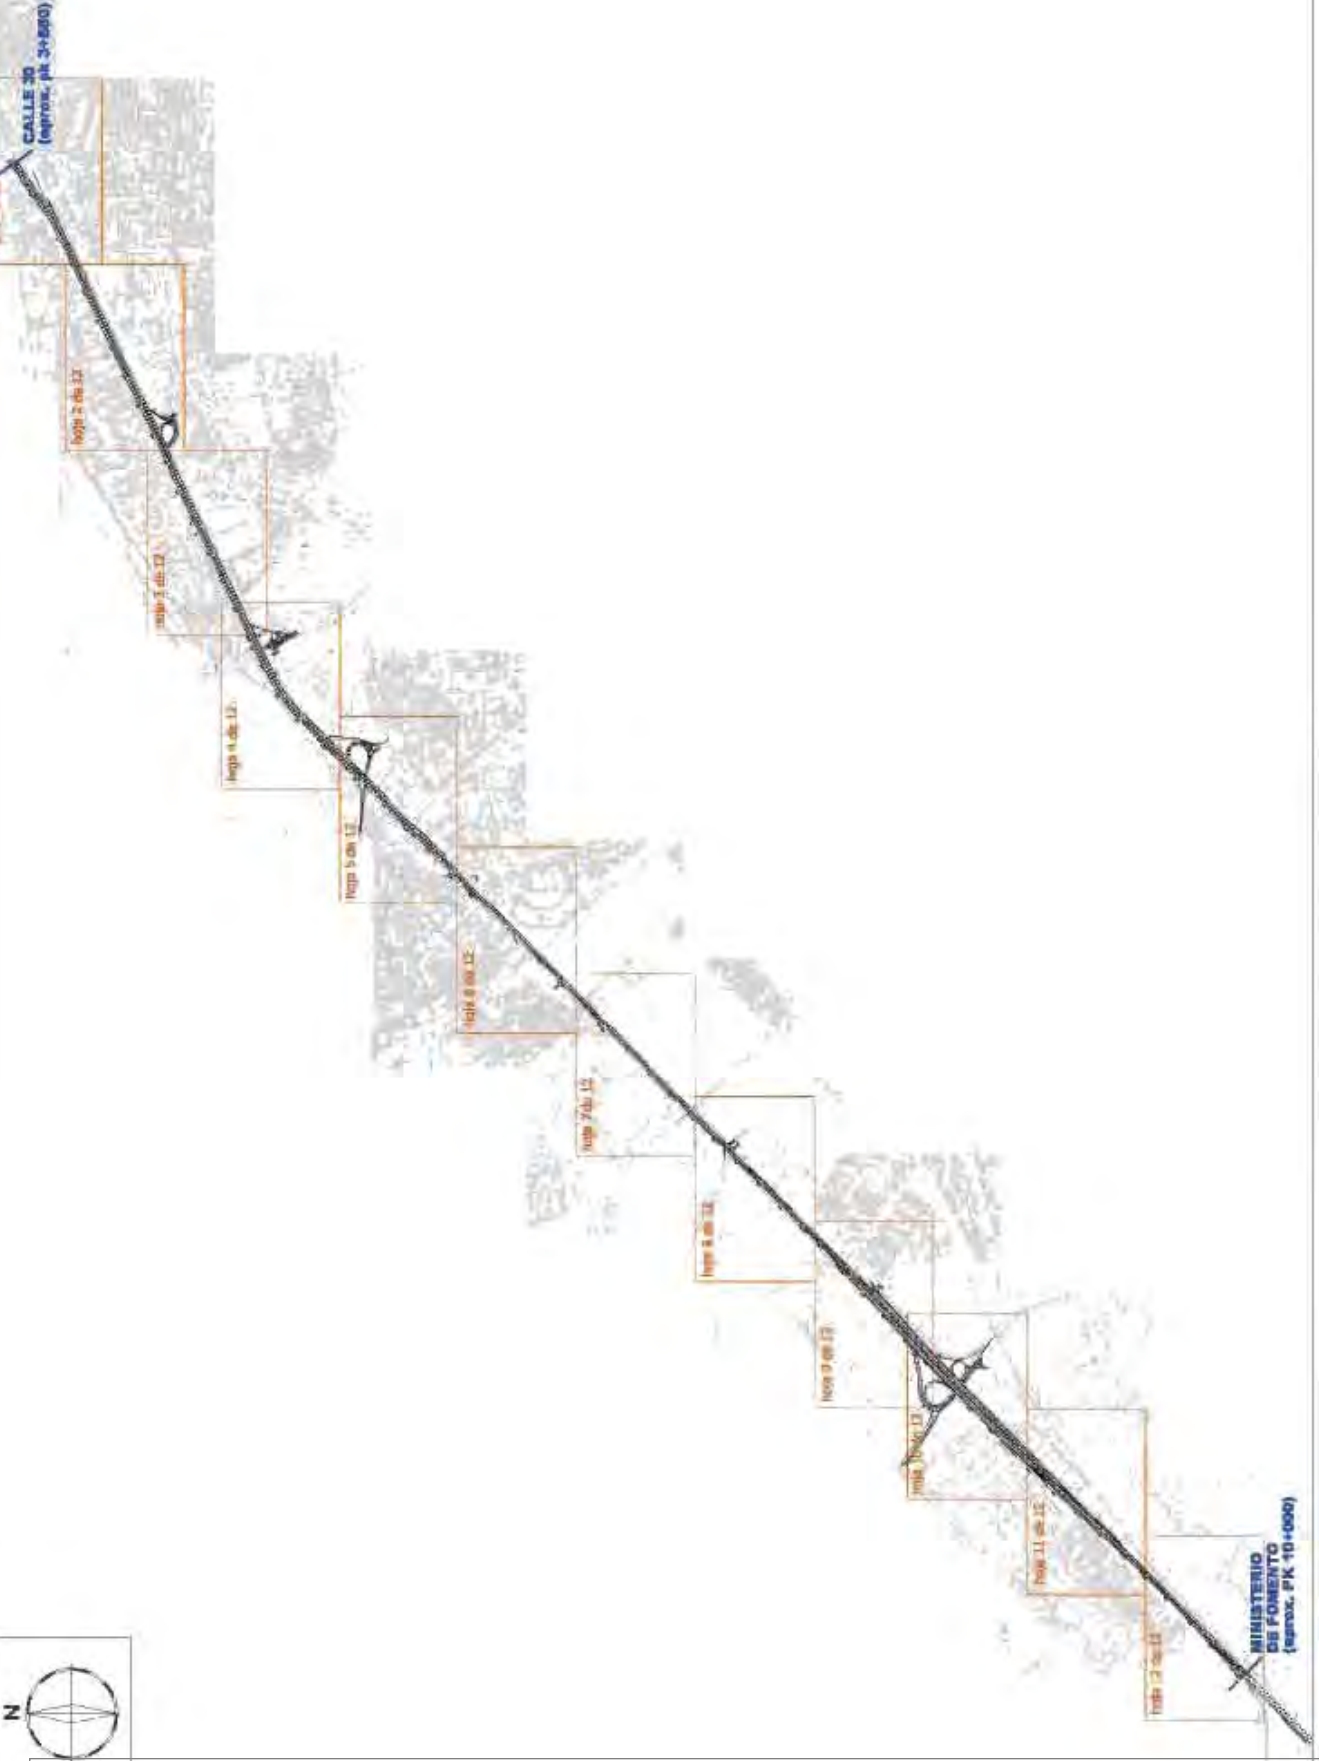 N
CALLE 30
(aprox. pk 3+880)
hoja 2 de 12
hoja 3 de 12
hoja 4 de 12
hoja 5 de 12
hoja 6 de 12
hoja 7 de 12
hoja 8 de 12
hoja 9 de 12
hoja 10 de 12
hoja 11 de 12
hoja 12 de 12
MINISTERIO
DE FOMENTO
(aprox. PK 10+000)